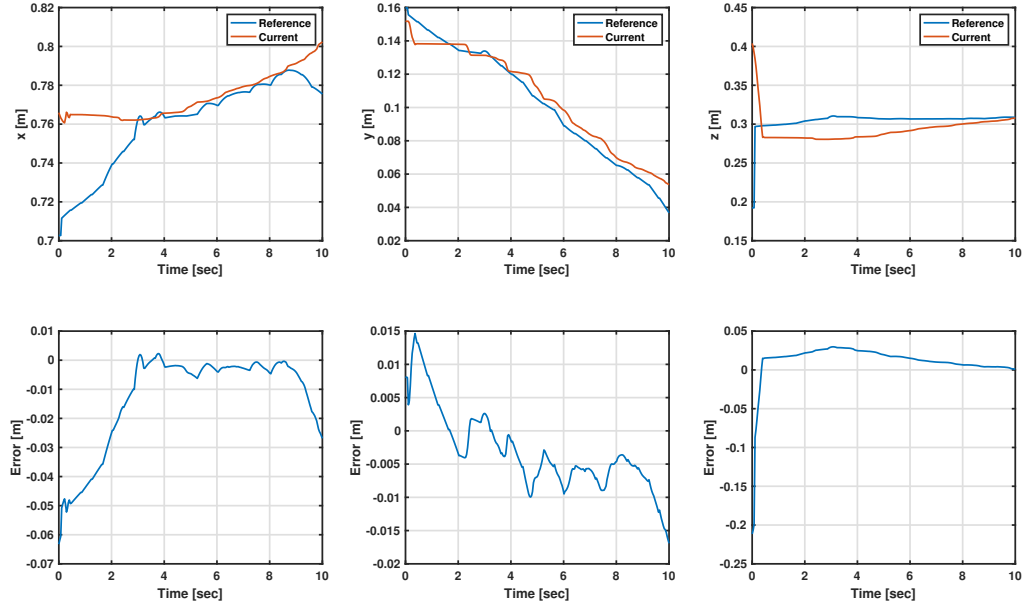 0.82
0.8
0.78
0.76
0.74
0.72
0.7
x [m]
0 2 4 6 8 10
Time [sec]
Reference
Current
0.16
0.14
0.12
0.1
0.08
0.06
0.04
0.02
y [m]
0 2 4 6 8 10
Time [sec]
Reference
Current
0.45
0.4
0.35
0.3
0.25
0.2
0.15
z [m]
0 2 4 6 8 10
Time [sec]
Reference
Current
0.01
0
-0.01
-0.02
-0.03
-0.04
-0.05
-0.06
-0.07
Error [m]
0 2 4 6 8 10
Time [sec]
0.015
0.01
0.005
0
-0.005
-0.01
-0.015
-0.02
Error [m]
0 2 4 6 8 10
Time [sec]
0.05
0
-0.05
-0.1
-0.15
-0.2
-0.25
Error [m]
0 2 4 6 8 10
Time [sec]